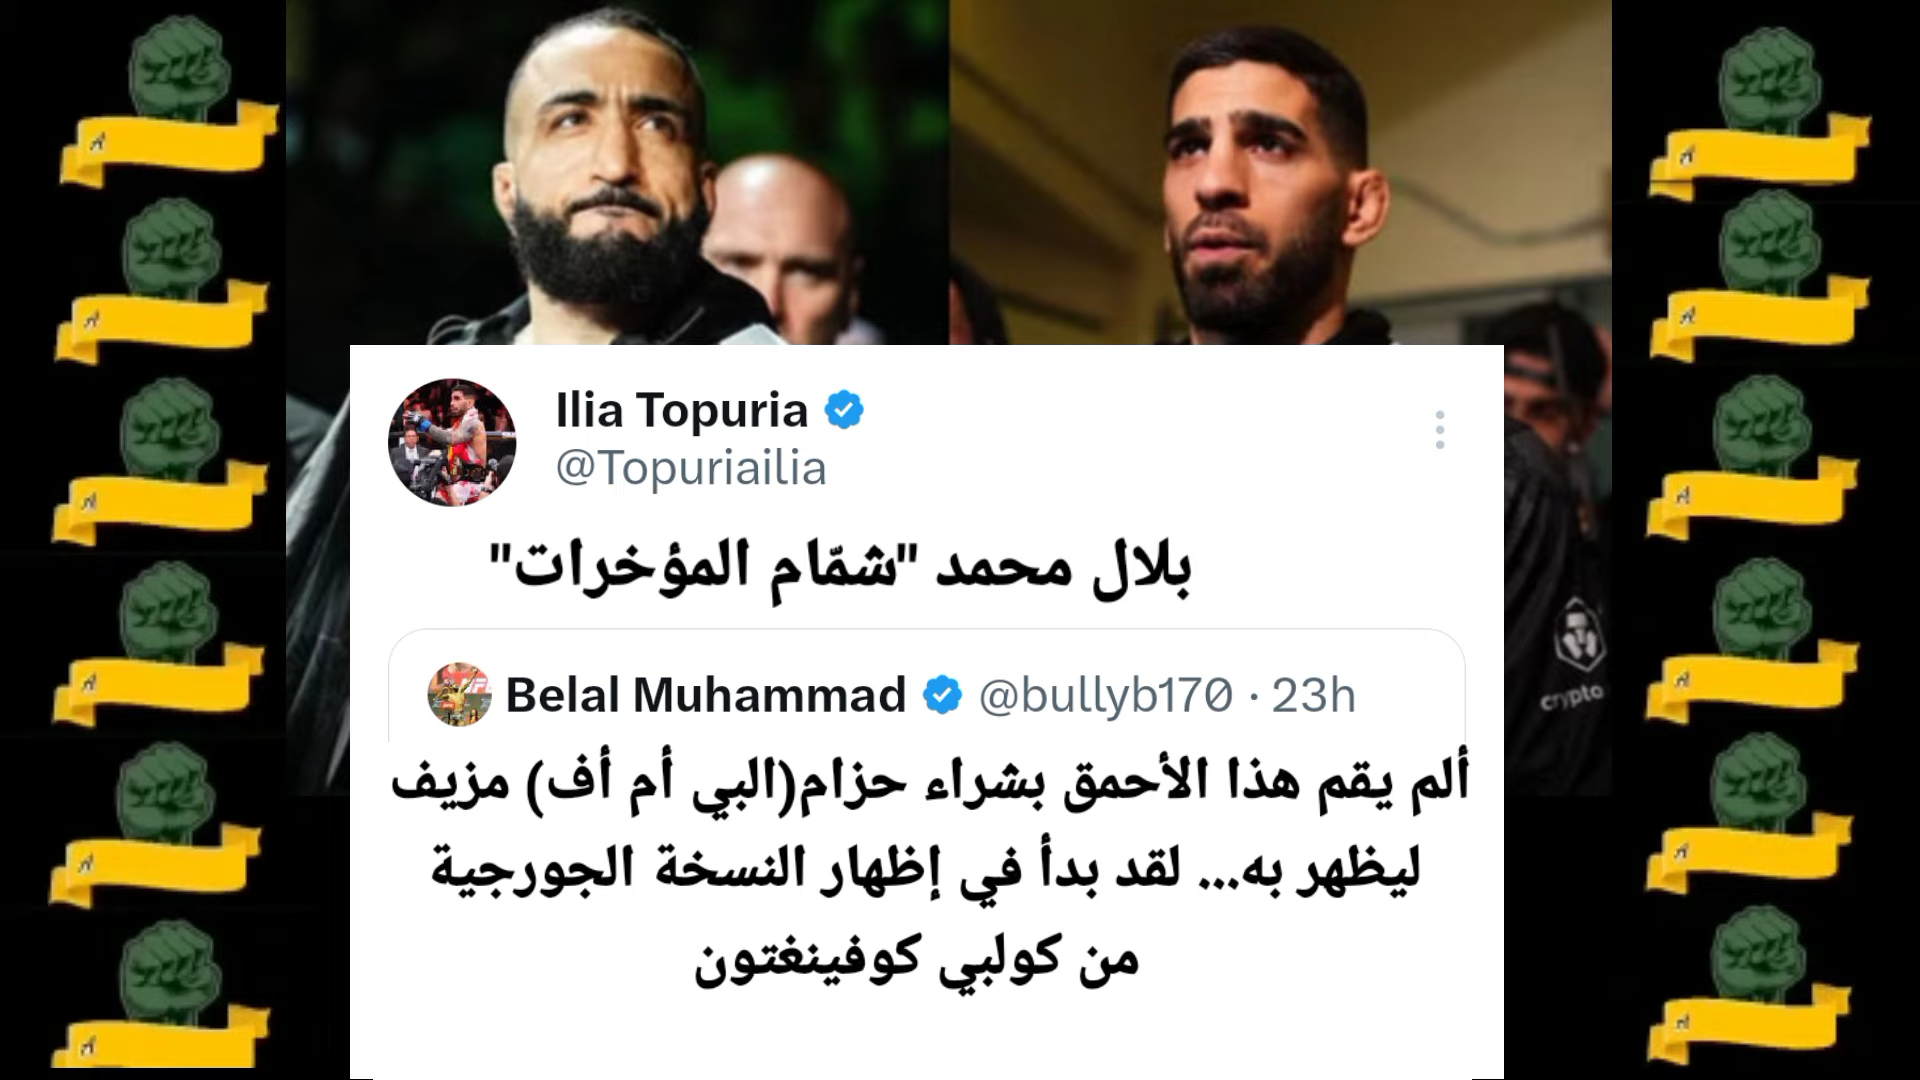 Ilia Topuria
@Topuriailia
بلال محمد "شمّام المؤخرات"
Belal Muhammad @bullyb170 · 23h
ألم يقم هذا الأحمق بشراء حزام(البي أم أف) مزيف
ليظهر به... لقد بدأ في إظهار النسخة الجورجية
من كولبي كوفينغتون
crypto